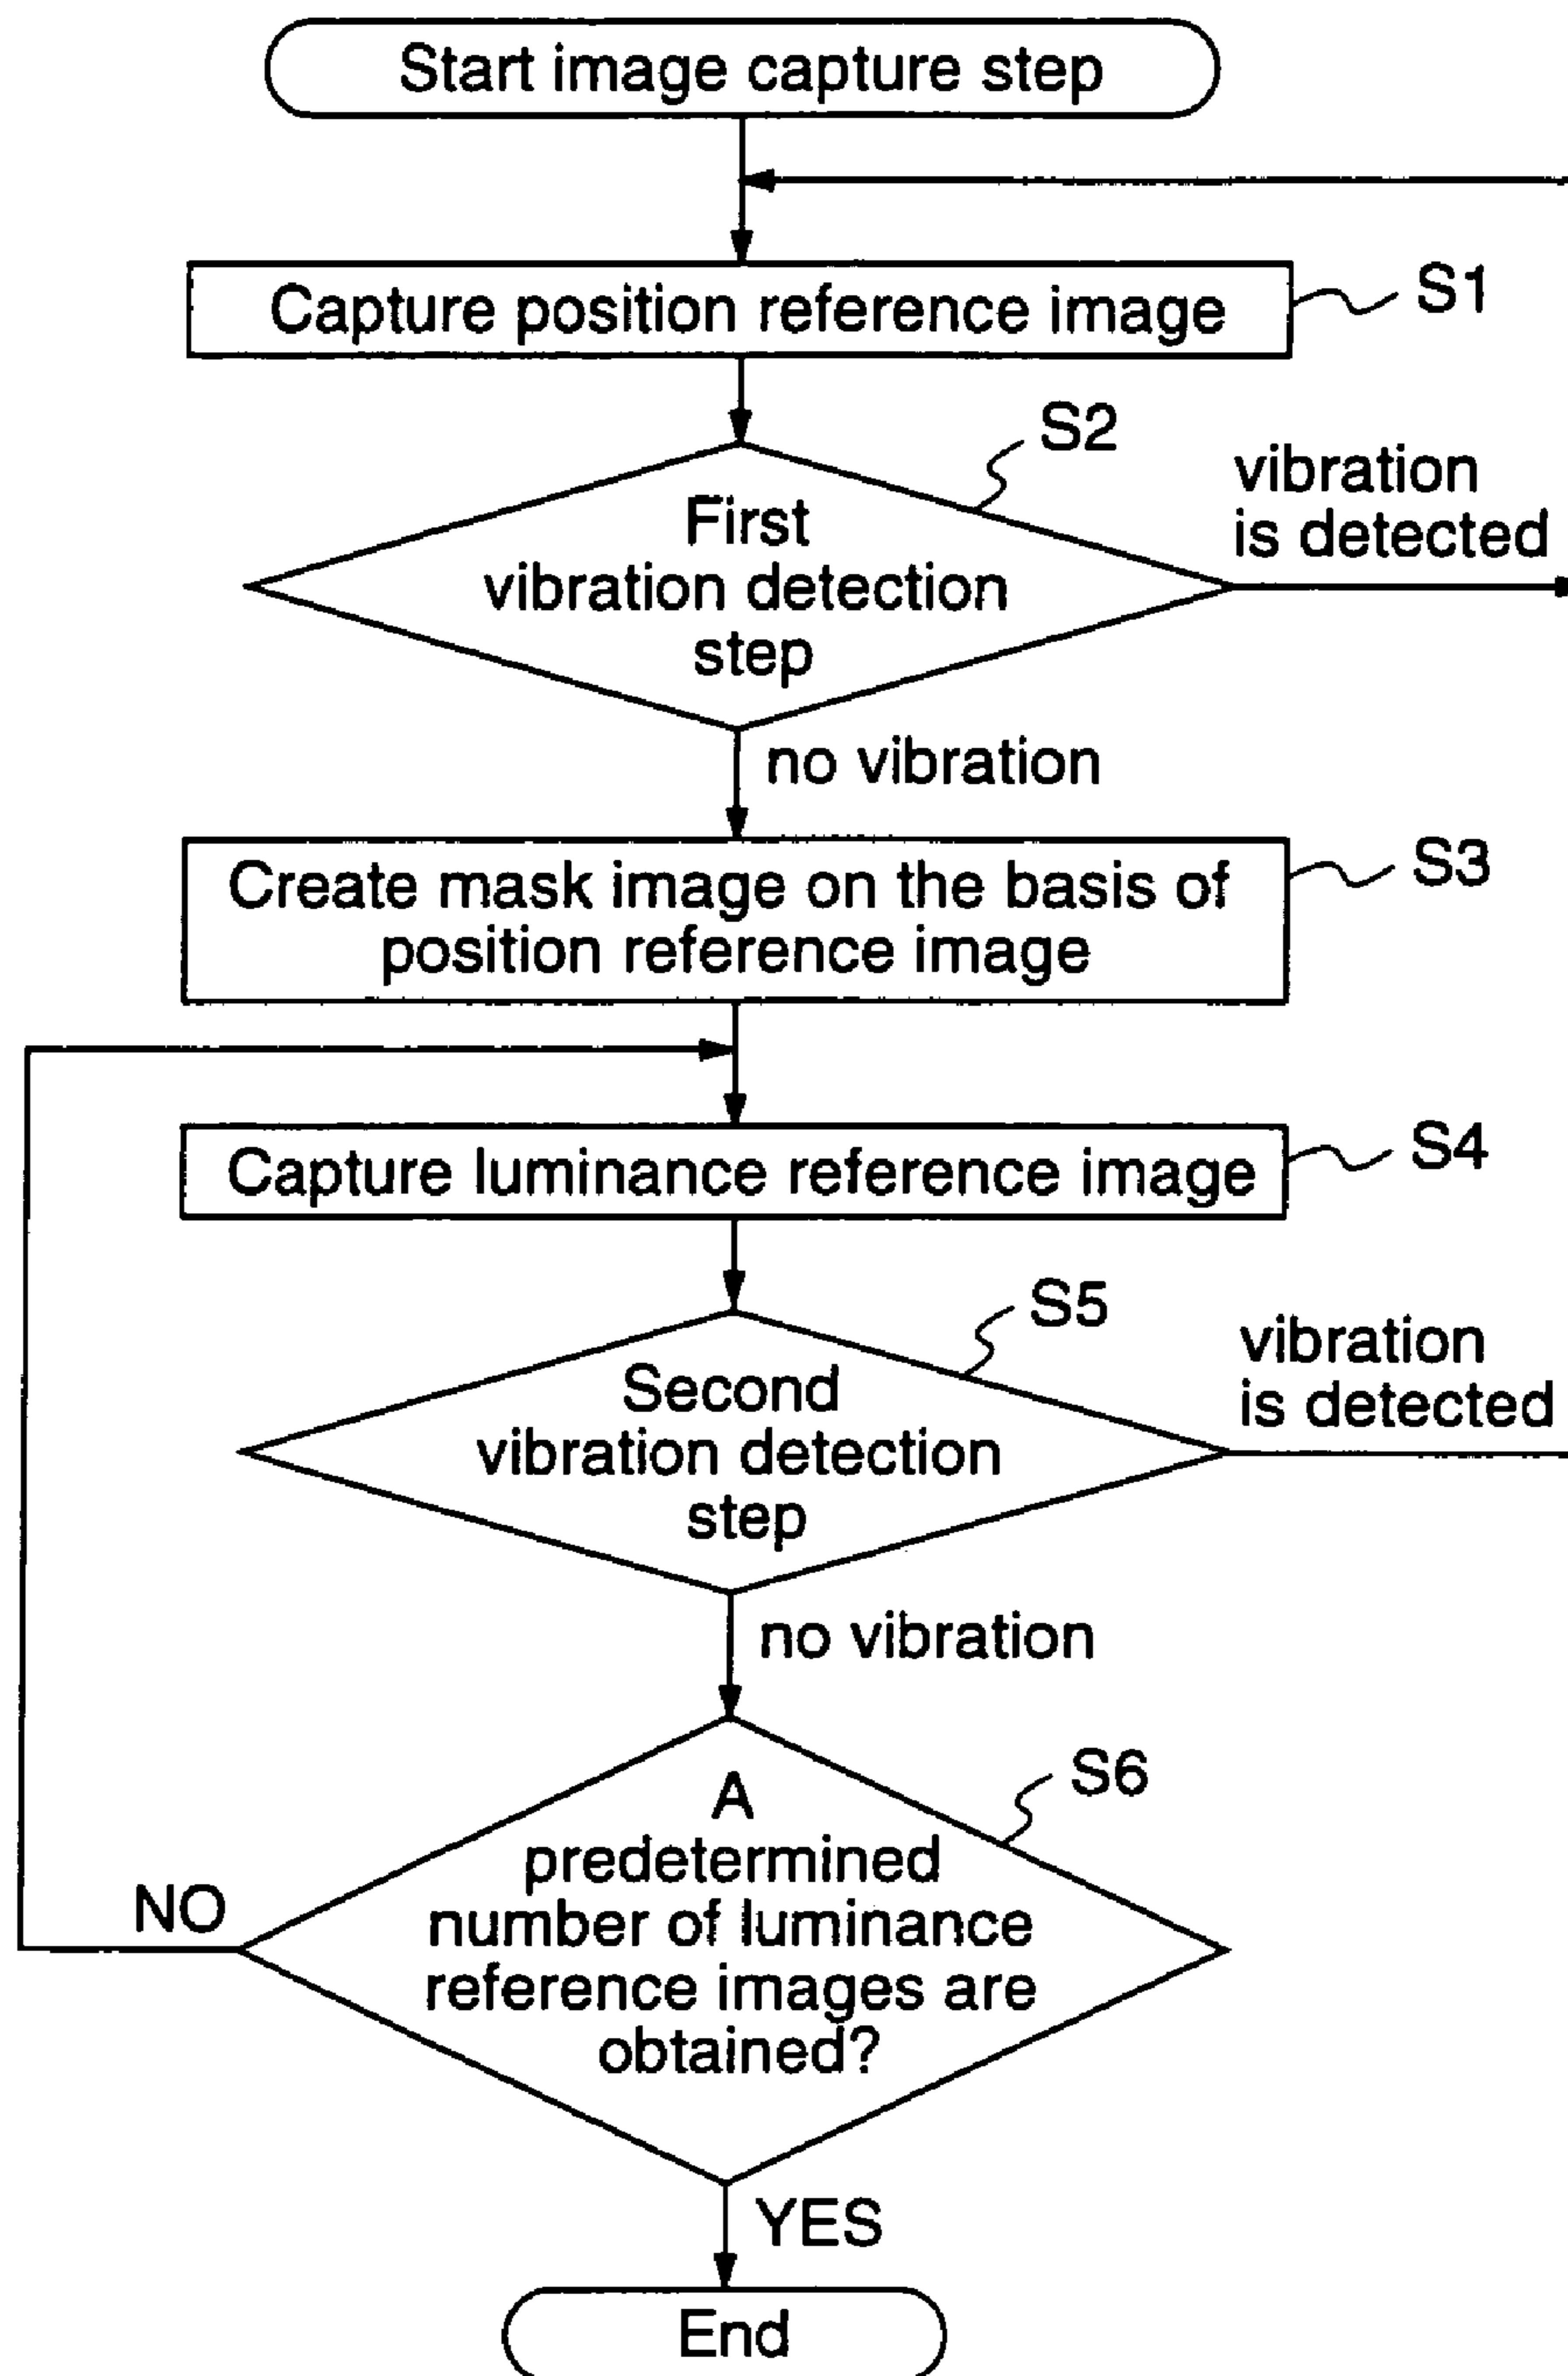 Start image capture step
Capture position reference image
S1
S2
First
vibration detection
step
vibration
is detected
no vibration
Create mask image on the basis of
position reference image
S3
Capture luminance reference image
S4
S5
Second
vibration detection
step
vibration
is detected
no vibration
S6
A
predetermined
number of luminance
reference images are
obtained?
NO
YES
End